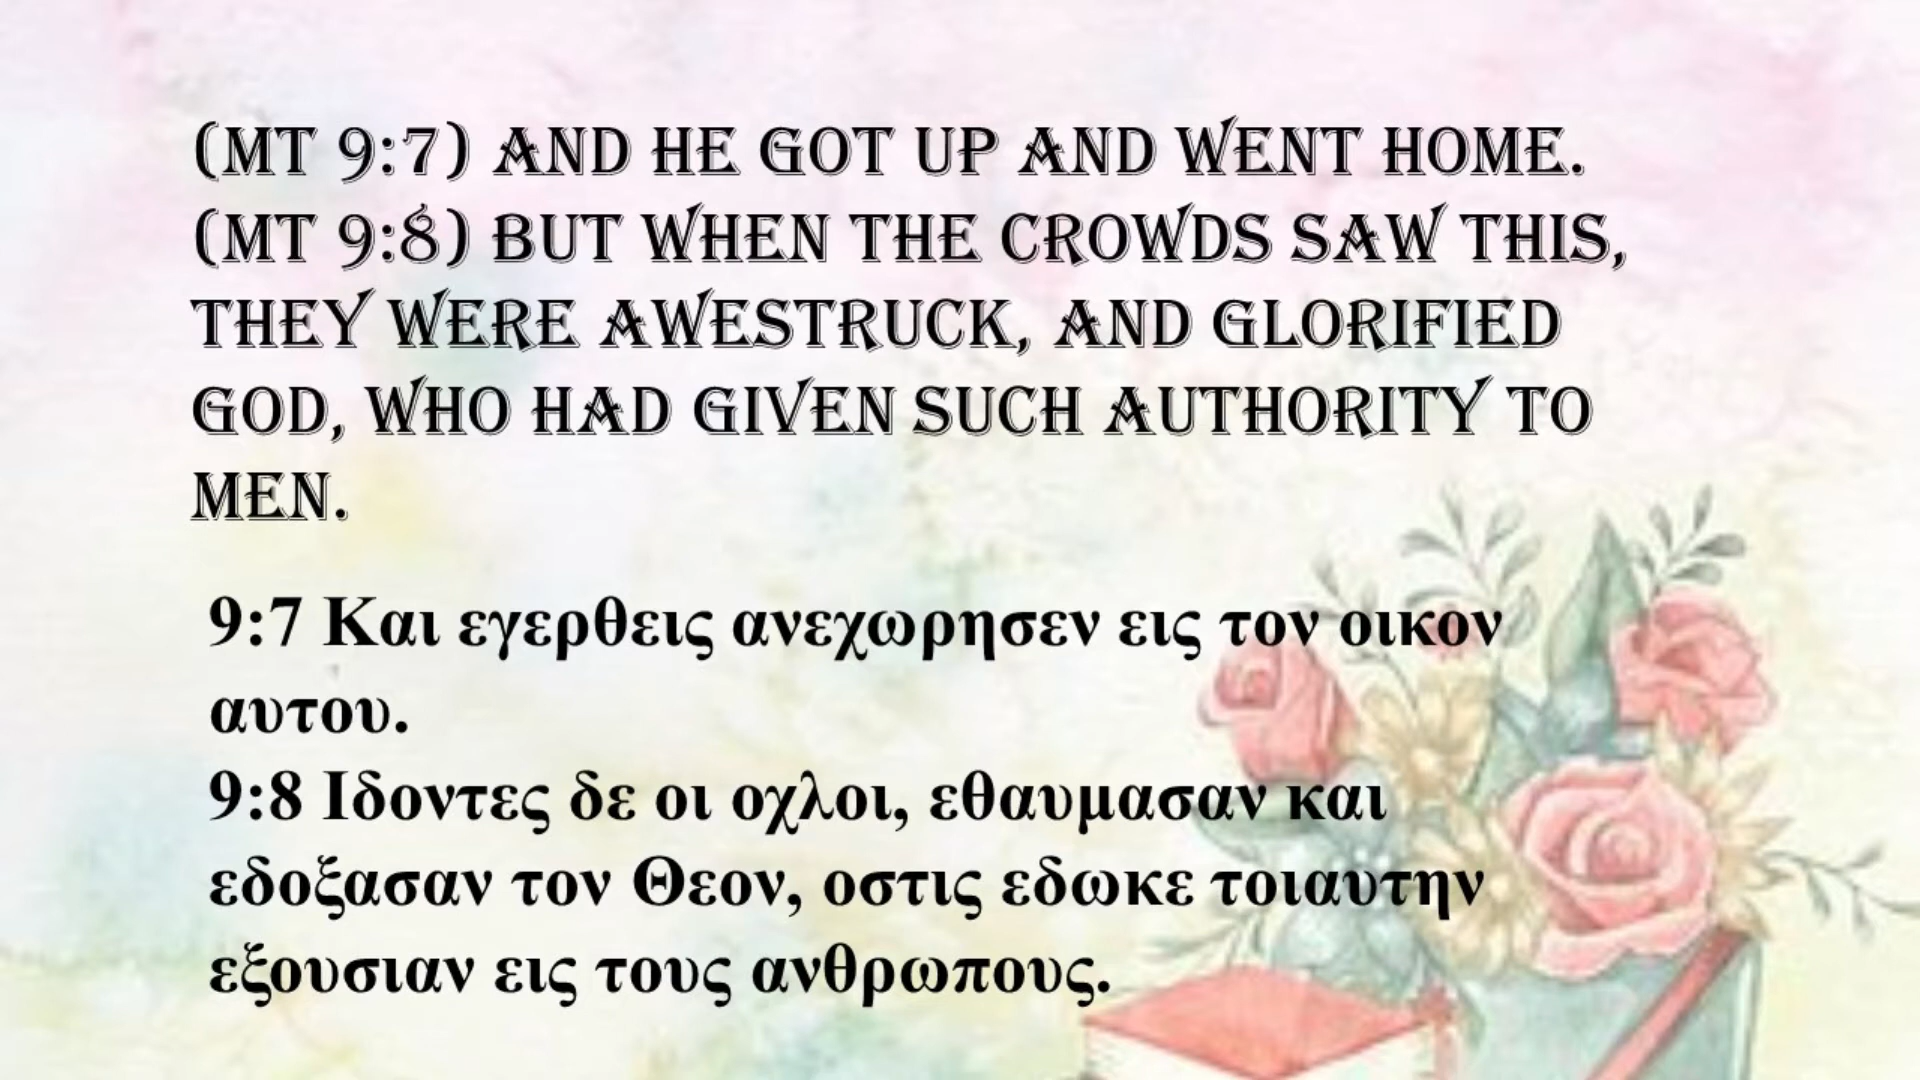 (MT 9:7) AND HE GOT UP AND WENT HOME.
(MT 9:8) BUT WHEN THE CROWDS SAW THIS,
THEY WERE AWESTRUCK, AND GLORIFIED
GOD, WHO HAD GIVEN SUCH AUTHORITY TO
MEN.
9:7 Και εγερθεις ανεχωρησεν εις τον οικον
αυτου.
9:8 Ιδοντες δε οι οχλοι, εθαυμασαν και
εδοξασαν τον Θεον, οστις εδωκε τοιαυτην
εξουσιαν εις τους ανθρωπους.